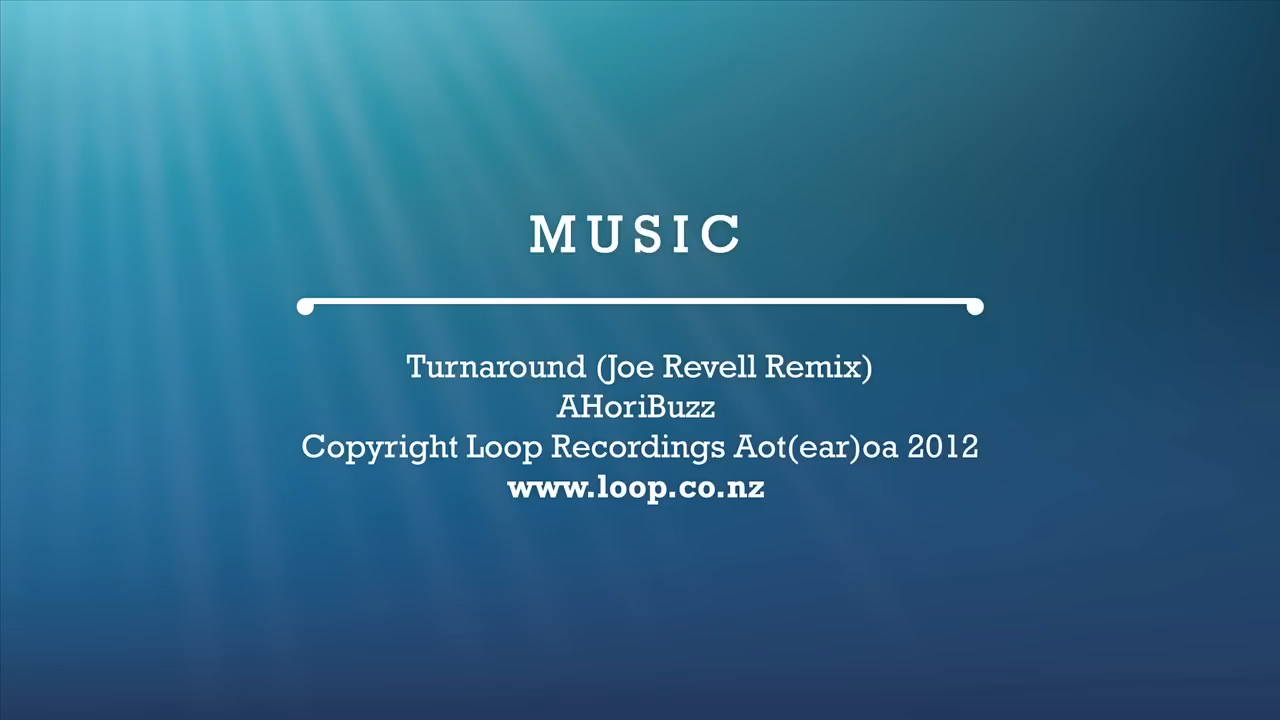 MUSIC
Turnaround (Joe Revell Remix)
AHoriBuzz
Copyright Loop Recordings Aot(ear)oa 2012
www.loop.co.nz